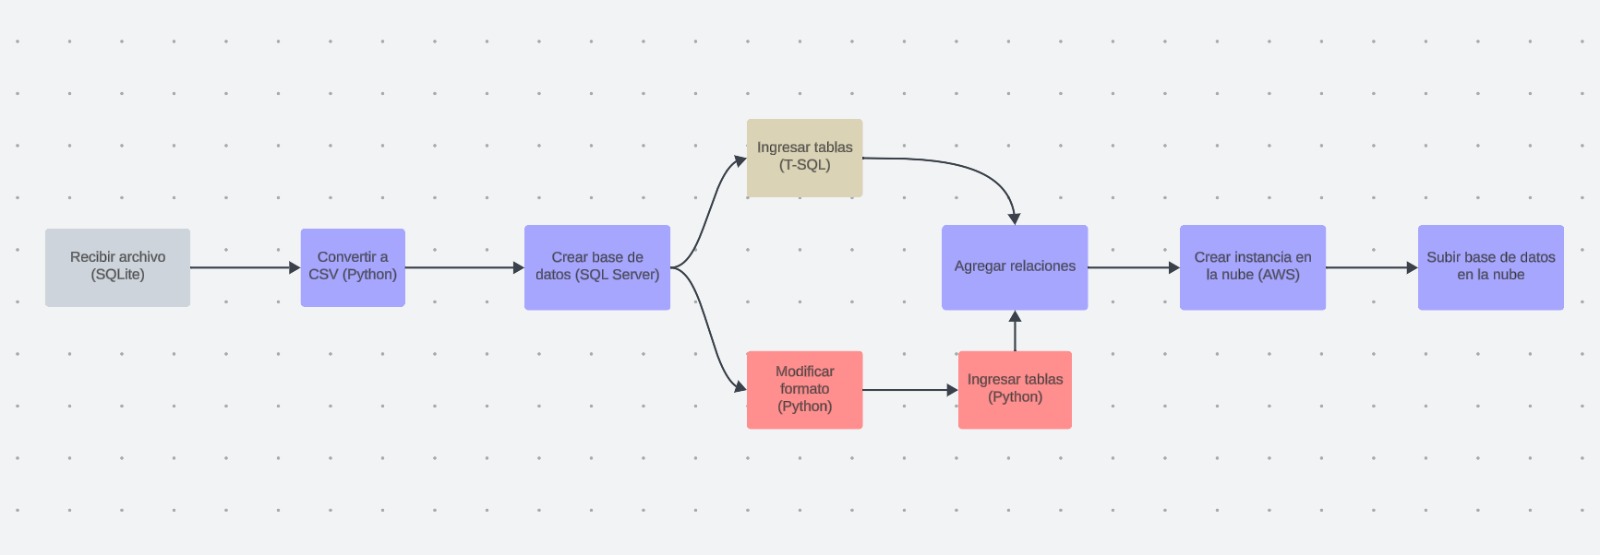 Recibir archivo
(SQLite)
Convertir a
CSV (Python)
Crear base de
datos (SQL Server)
Ingresar tablas
(T-SQL)
Modificar
formato
(Python)
Ingresar tablas
(Python)
Agregar relaciones
Crear instancia en
la nube (AWS)
Subir base de datos
en la nube